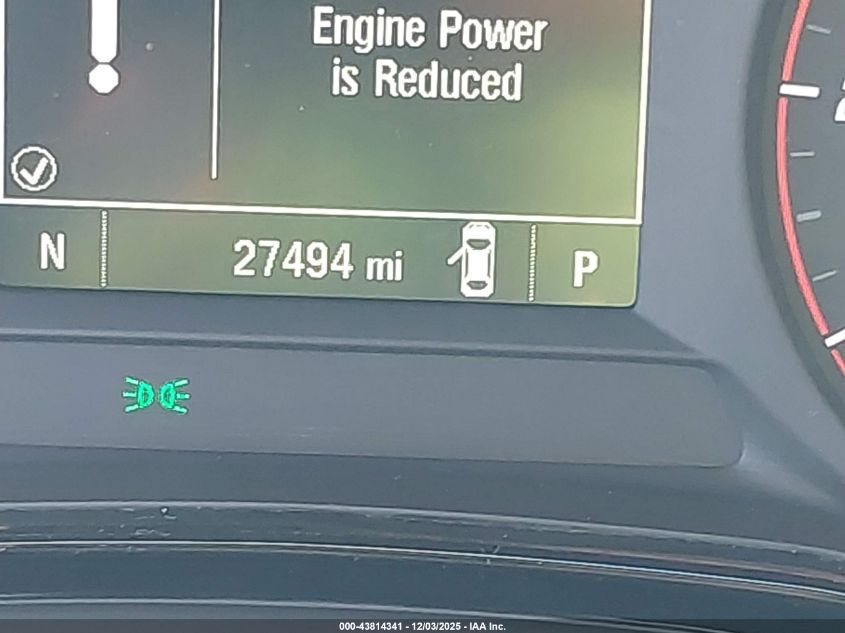 Engine Power
is Reduced
N 27494 mi P
000-43814341 - 12/03/2025 - IAA Inc.